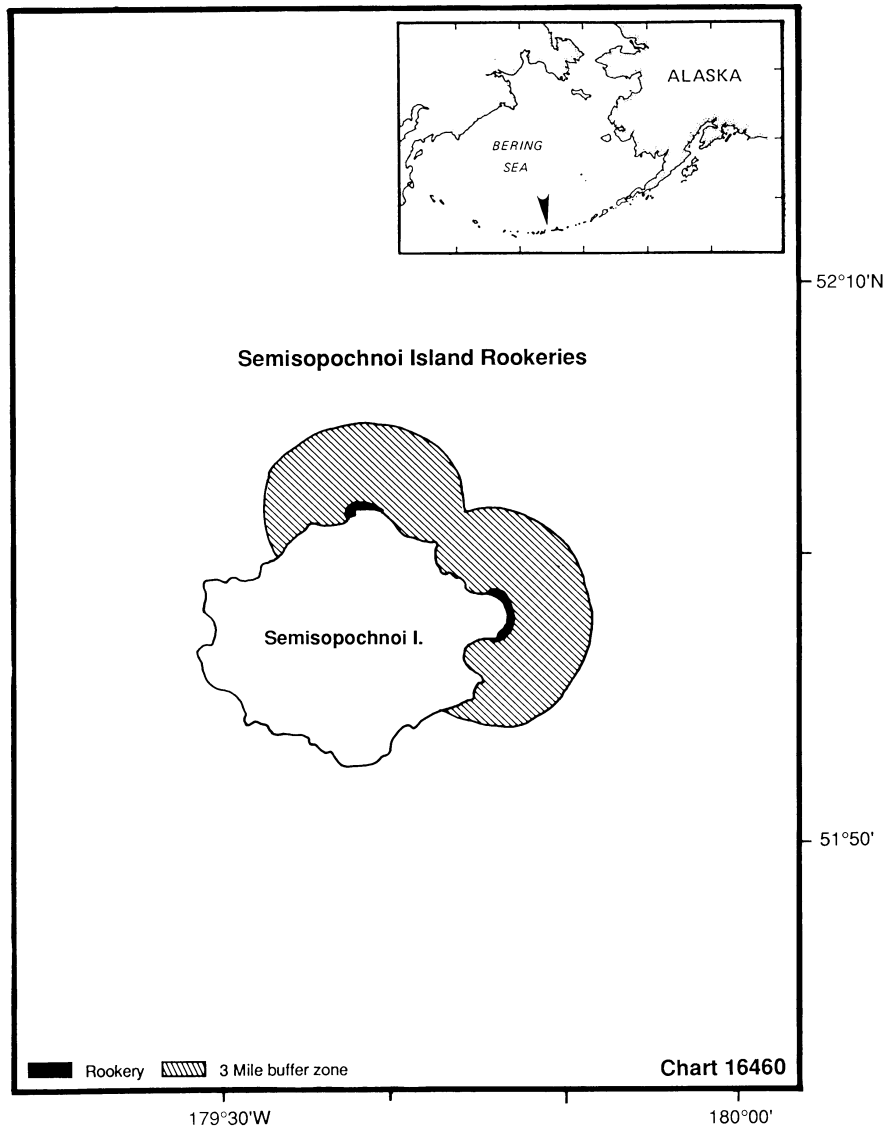 ALASKA
BERING
SEA
52°10'N
Semisopochnoi Island Rookeries
Semisopochnoi I.
51°50'
Rookery
3 Mile buffer zone
Chart 16460
179°30'W
180°00'